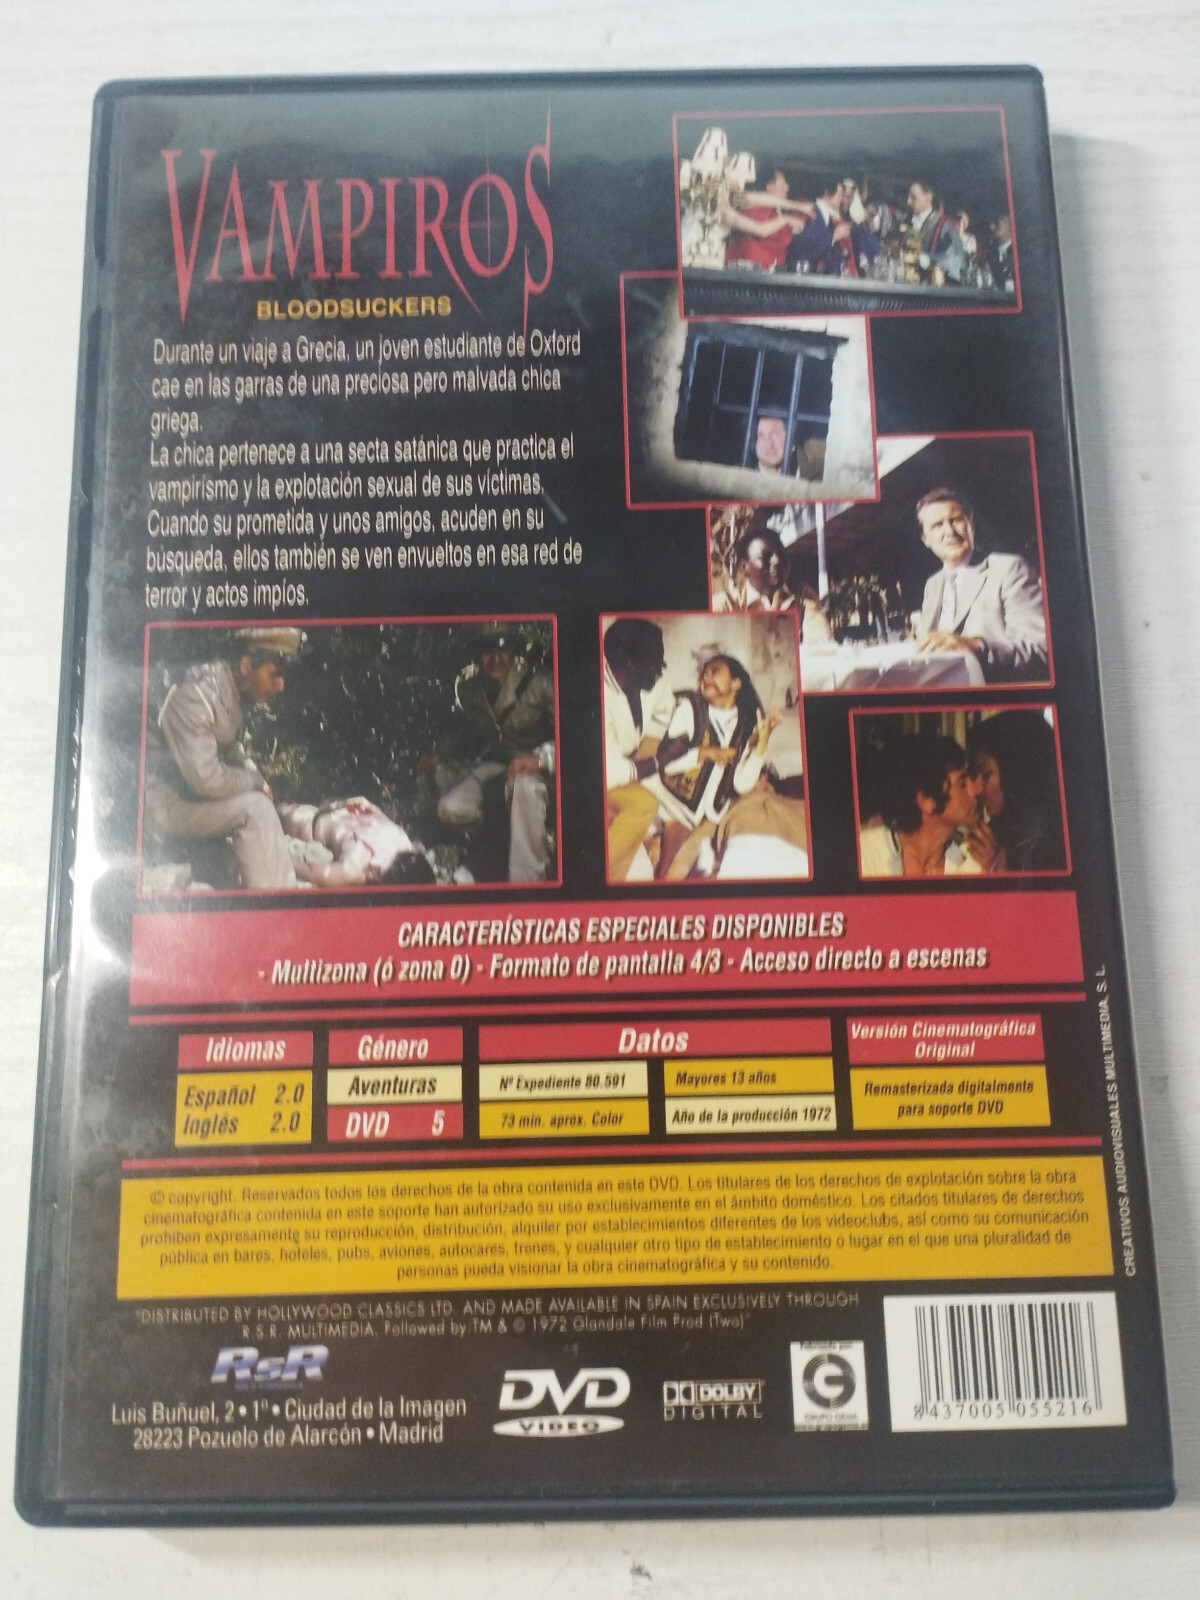 VAMPIROS
BLOODSUCKERS
Durante un viaje a Grecia, un joven estudiante de Oxford
cae en las garras de una preciosa pero malvada chica
griega.
La chica pertenece a una secta satánica que practica el
vampirismo y la explotación sexual de sus víctimas.
Cuando su prometida y unos amigos, acuden en su
búsqueda, ellos también se ven envueltos en esa red de
terror y actos impíos.
CARACTERÍSTICAS ESPECIALES DISPONIBLES
- Multizona (ó zona 0) - Formato de pantalla 4/3 - Acceso directo a escenas
Idiomas
Español 2.0
Inglés 2.0
Género
Aventuras
DVD 5
Datos
Nº Expediente 80.591
73 min. aprox. Color
Mayores 13 años
Año de la producción 1972
Versión Cinematográfica
Original
Remasterizada digitalmente
para soporte DVD
© copyright. Reservados todos los derechos de la obra contenida en este DVD. Los titulares de los derechos de explotación sobre la obra
cinematográfica contenida en este soporte han autorizado su uso exclusivamente en el ámbito doméstico. Los citados titulares de derechos
prohiben expresamente su reproducción, distribución, alquiler por establecimientos diferentes de los videoclubs, así como su comunicación
pública en bares, hoteles, pubs, aviones, autocares, trenes, y cualquier otro tipo de establecimiento o lugar en el que una pluralidad de
personas pueda visionar la obra cinematográfica y su contenido.
"DISTRIBUTED BY HOLLYWOOD CLASSICS LTD. AND MADE AVAILABLE IN SPAIN EXCLUSIVELY THROUGH
R.S.R. MULTIMEDIA, Followed by TM & © 1972 Glendale Film Prod (Two)"
RSR
Luis Buñuel, 2 • 1º • Ciudad de la Imagen
28223 Pozuelo de Alarcón • Madrid
DVD
VIDEO
DOLBY
DIGITAL
8 437005 055216
CREATIVOS AUDIOVISUALES MULTIMEDIA, S. L.